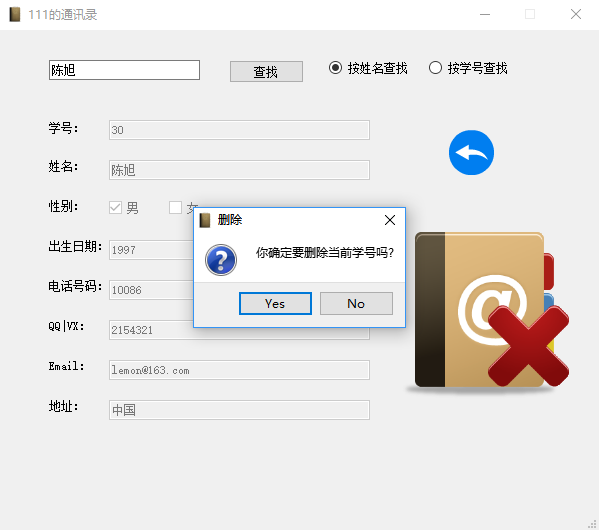 111的通讯录
陈旭
查找
按姓名查找
按学号查找
学号：
30
姓名：
陈旭
性别：
男
出生日期：
1997
电话号码：
10086
QQ|VX：
2154321
Email：
lemon@163.com
地址：
中国
删除
你确定要删除当前学号吗?
Yes
No